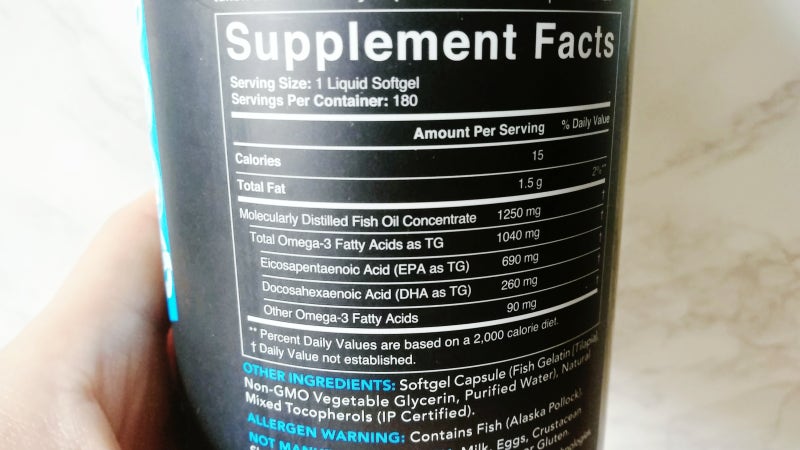 Supplement Facts
Serving Size: 1 Liquid Softgel
Servings Per Container: 180
Amount Per Serving % Daily Value
Calories 15
Total Fat 1.5 g 2%**
Molecularly Distilled Fish Oil Concentrate 1250 mg †
Total Omega-3 Fatty Acids as TG 1040 mg †
Eicosapentaenoic Acid (EPA as TG) 690 mg †
Docosahexaenoic Acid (DHA as TG) 260 mg †
Other Omega-3 Fatty Acids 90 mg †
** Percent Daily Values are based on a 2,000 calorie diet.
† Daily Value not established.
OTHER INGREDIENTS: Softgel Capsule (Fish Gelatin [Tilapia],
Non-GMO Vegetable Glycerin, Purified Water), Natural
Mixed Tocopherols (IP Certified).
ALLERGEN WARNING: Contains Fish (Alaska Pollock).
NOT Milk, Eggs, Crustacean
or Gluten.